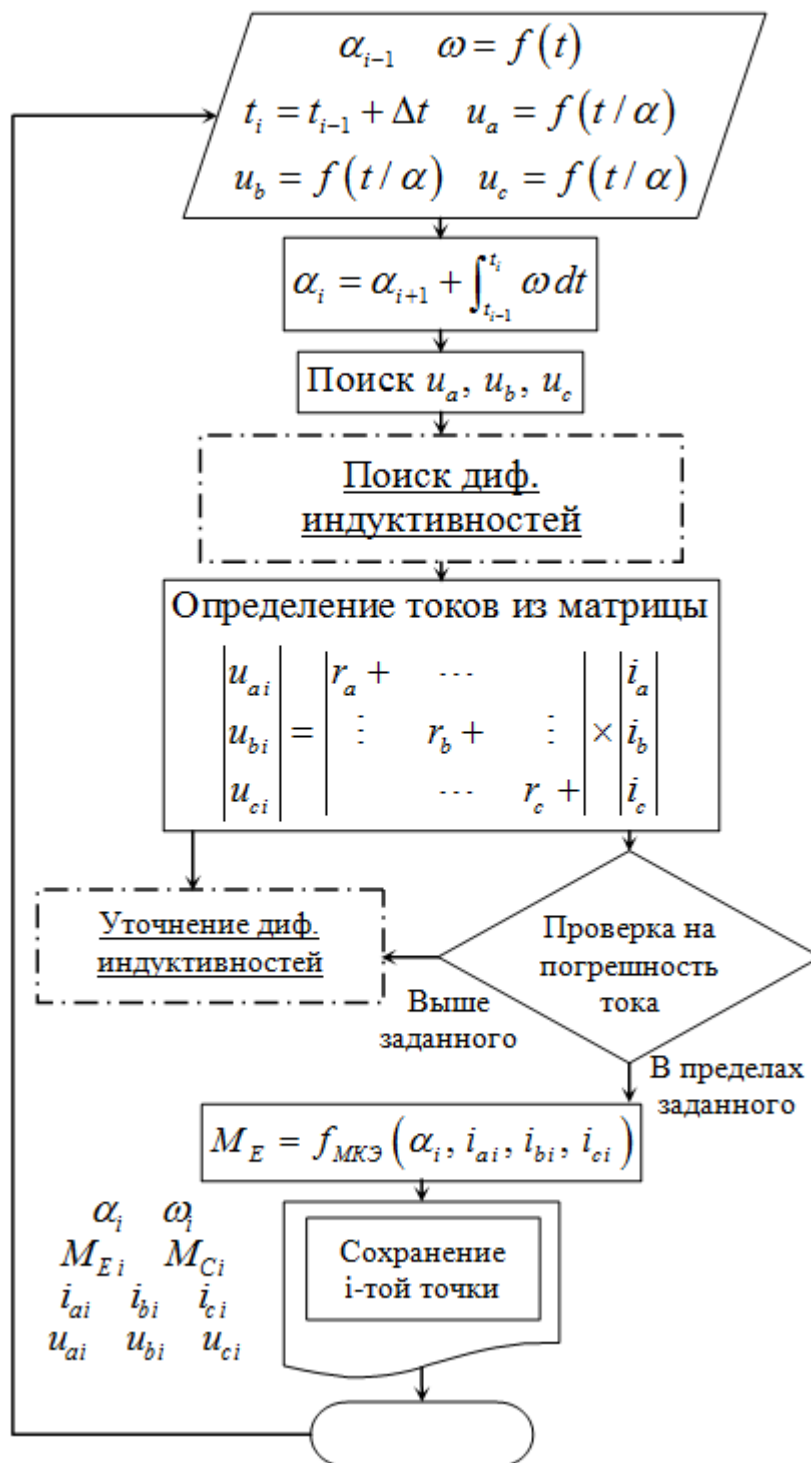 α_{i−1} ω = f(t)
t_i = t_{i−1} + Δt u_a = f(t/α)
u_b = f(t/α) u_c = f(t/α)
α_i = α_{i+1} + ∫_{t_{i−1}}^{t_i} ω dt
Поиск u_a, u_b, u_c
Поиск диф.
индуктивностей
Определение токов из матрицы
|u_{ai}| |r_a + ⋯ | |i_a|
|u_{bi}| = |⋮ r_b + ⋮| × |i_b|
|u_{ci}| | ⋯ r_c +| |i_c|
Уточнение диф.
индуктивностей
Проверка на
погрешность
тока
Выше
заданного
В пределах
заданного
M_E = f_{МКЭ}(α_i, i_{ai}, i_{bi}, i_{ci})
α_i ω_i
M_{Ei} M_{Ci}
i_{ai} i_{bi} i_{ci}
u_{ai} u_{bi} u_{ci}
Сохранение
i-той точки